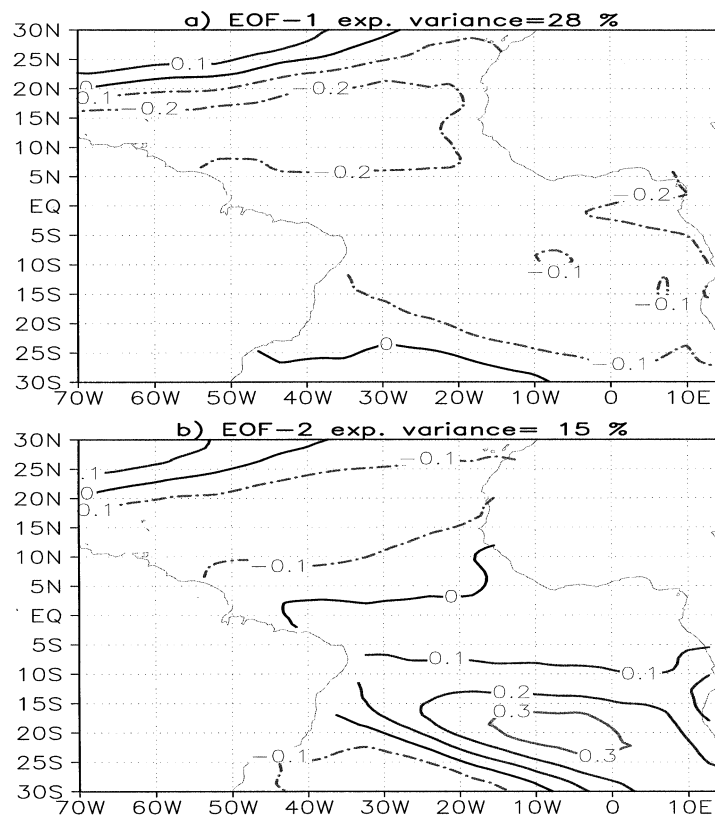 a) EOF-1 exp. variance=28 %
30N
25N
20N
15N
10N
5N
EQ
5S
10S
15S
20S
25S
30S
0.1
0
0.1
-0.2
-0.2
-0.2
-0.2
-0.1
-0.1
0
-0.1
70W 60W 50W 40W 30W 20W 10W 0 10E
b) EOF-2 exp. variance= 15 %
30N
25N
20N
15N
10N
5N
EQ
5S
10S
15S
20S
25S
30S
.1
0
0.1
-0.1
-0.1
0
0.1
0.1
0.2
0.3
0.3
-0.1
70W 60W 50W 40W 30W 20W 10W 0 10E